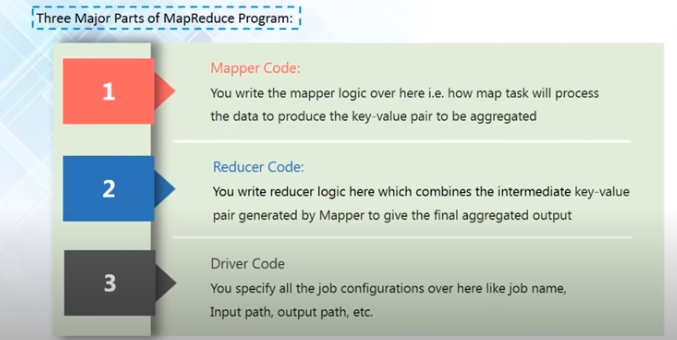 Three Major Parts of MapReduce Program:
1
Mapper Code:
You write the mapper logic over here i.e. how map task will process
the data to produce the key-value pair to be aggregated
2
Reducer Code:
You write reducer logic here which combines the intermediate key-value
pair generated by Mapper to give the final aggregated output
3
Driver Code
You specify all the job configurations over here like job name,
Input path, output path, etc.